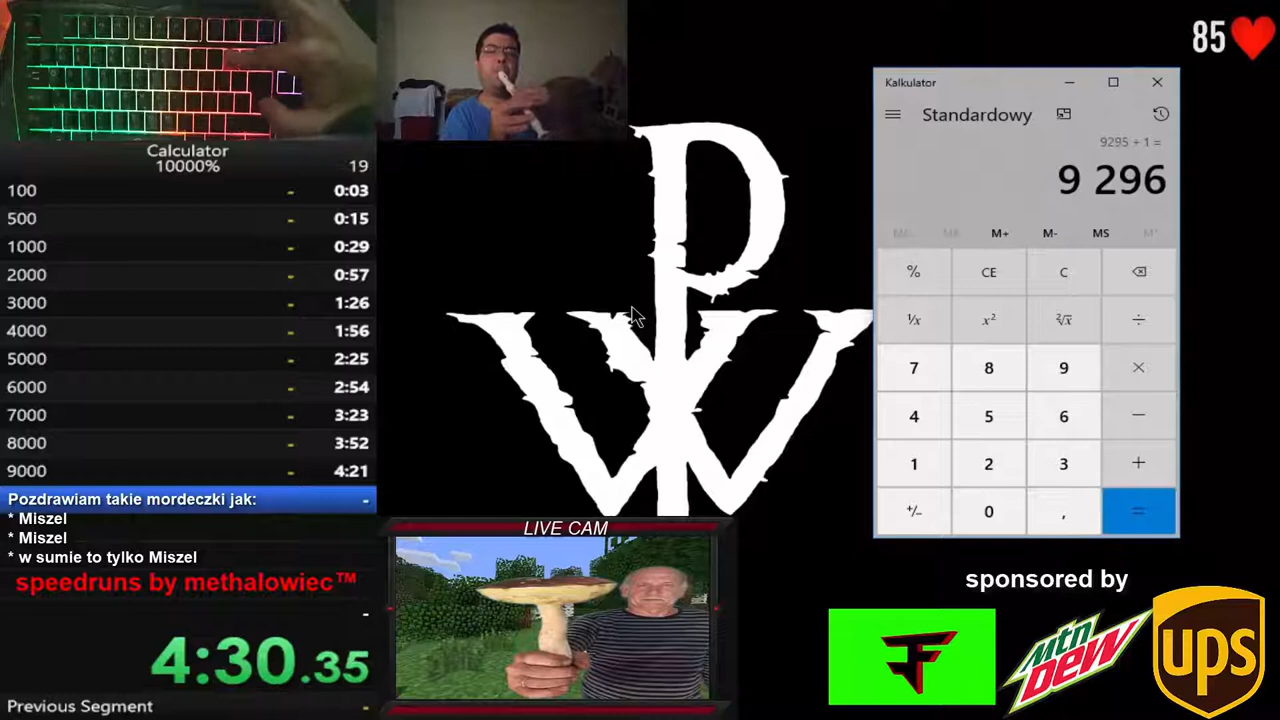 Calculator
10000%
19
100 - 0:03
500 - 0:15
1000 - 0:29
2000 - 0:57
3000 - 1:26
4000 - 1:56
5000 - 2:25
6000 - 2:54
7000 - 3:23
8000 - 3:52
9000 - 4:21
Pozdrawiam takie mordeczki jak: -
* Miszel
* Miszel
* w sumie to tylko Miszel
speedruns by methalowiec™
-
4:30.35
Previous Segment -
LIVE CAM
85
Kalkulator
Standardowy
9295 + 1 =
9 296
M+ M- MS
% CE C
¹/x x² ²√x ÷
7 8 9 ×
4 5 6 −
1 2 3 +
+/− 0 , =
sponsored by
Mtn
DEW
ups